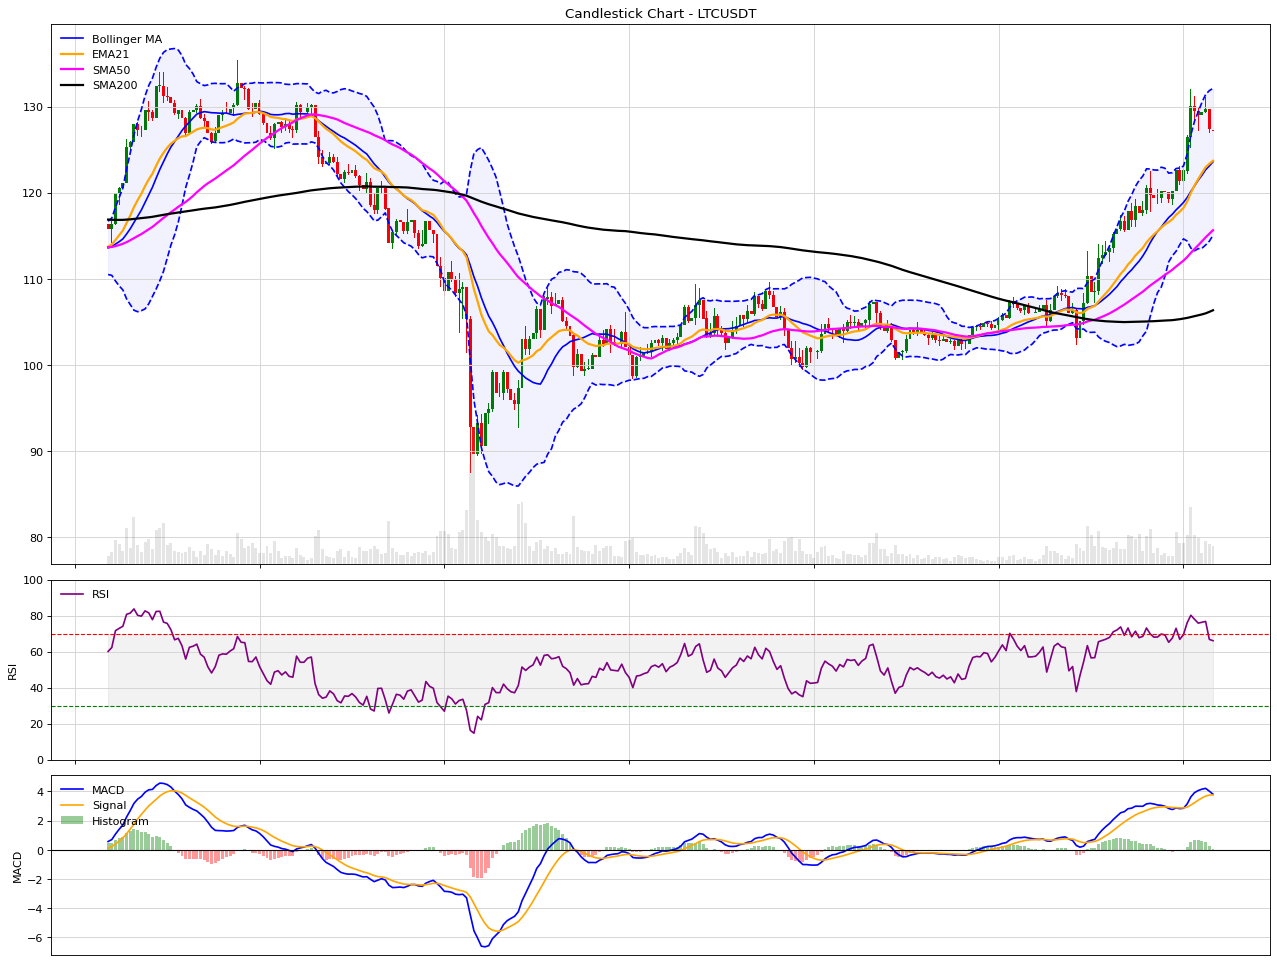 Candlestick Chart - LTCUSDT
Bollinger MA
EMA21
SMA50
SMA200
130
120
110
100
90
80
100
80
60
40
20
0
RSI
RSI
4
2
0
−2
−4
−6
MACD
MACD
Signal
Histogram